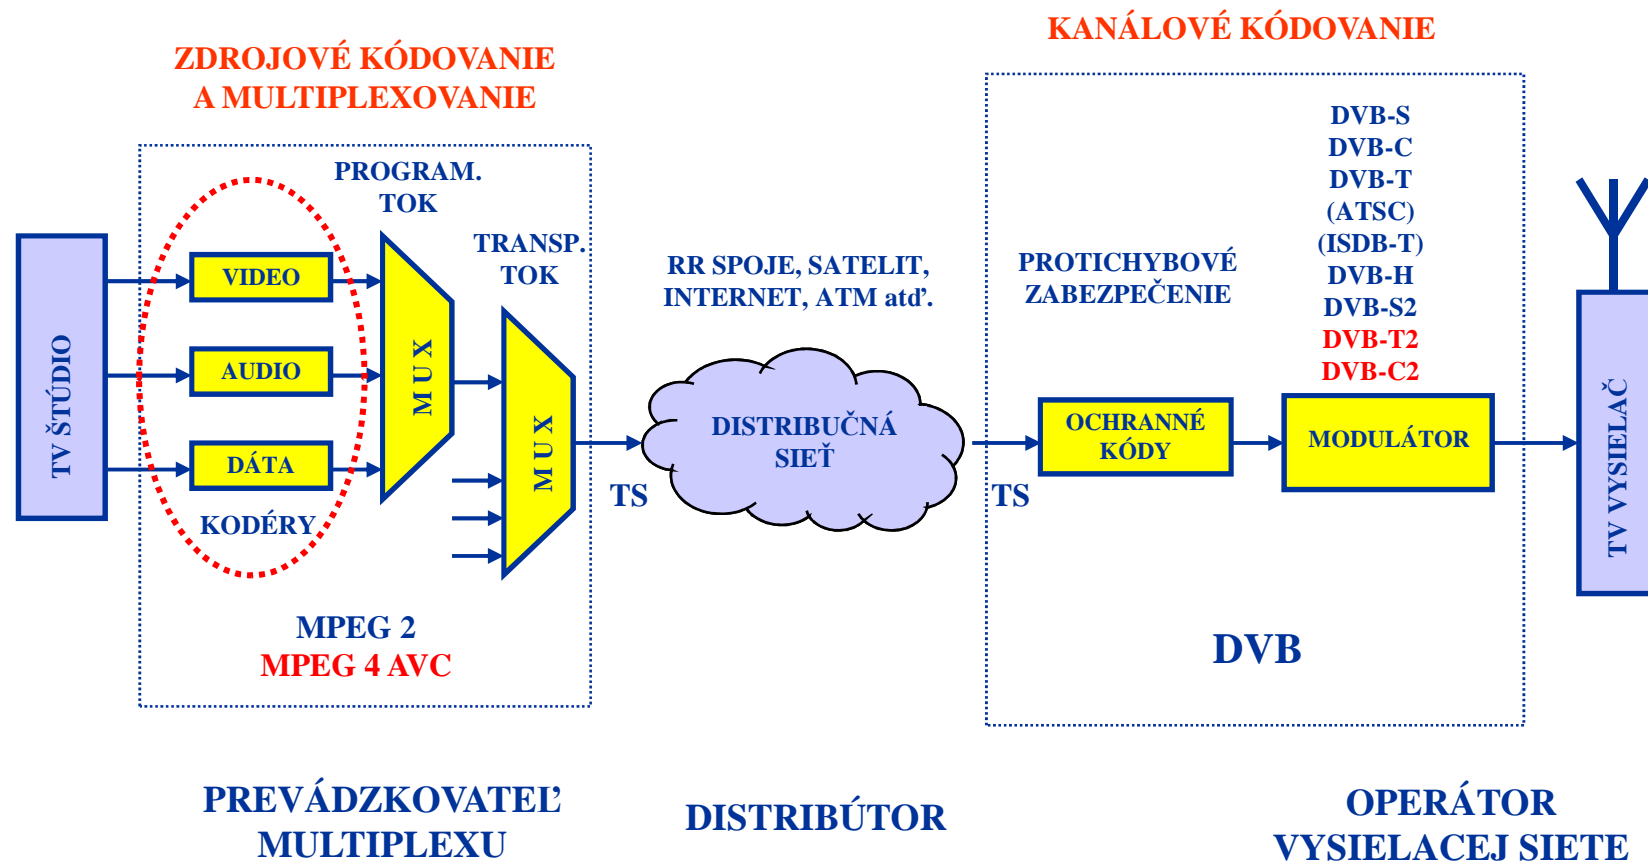 ZDROJOVÉ KÓDOVANIE
A MULTIPLEXOVANIE
KANÁLOVÉ KÓDOVANIE
TV ŠTÚDIO
PROGRAM.
TOK
TRANSP.
TOK
VIDEO
AUDIO
DÁTA
KODÉRY
M U X
M U X
MPEG 2
MPEG 4 AVC
TS
RR SPOJE, SATELIT,
INTERNET, ATM atď.
DISTRIBUČNÁ
SIEŤ
TS
PROTICHYBOVÉ
ZABEZPEČENIE
OCHRANNÉ
KÓDY
DVB-S
DVB-C
DVB-T
(ATSC)
(ISDB-T)
DVB-H
DVB-S2
DVB-T2
DVB-C2
MODULÁTOR
DVB
TV VYSIELAČ
PREVÁDZKOVATEĽ
MULTIPLEXU
DISTRIBÚTOR
OPERÁTOR
VYSIELACEJ SIETE